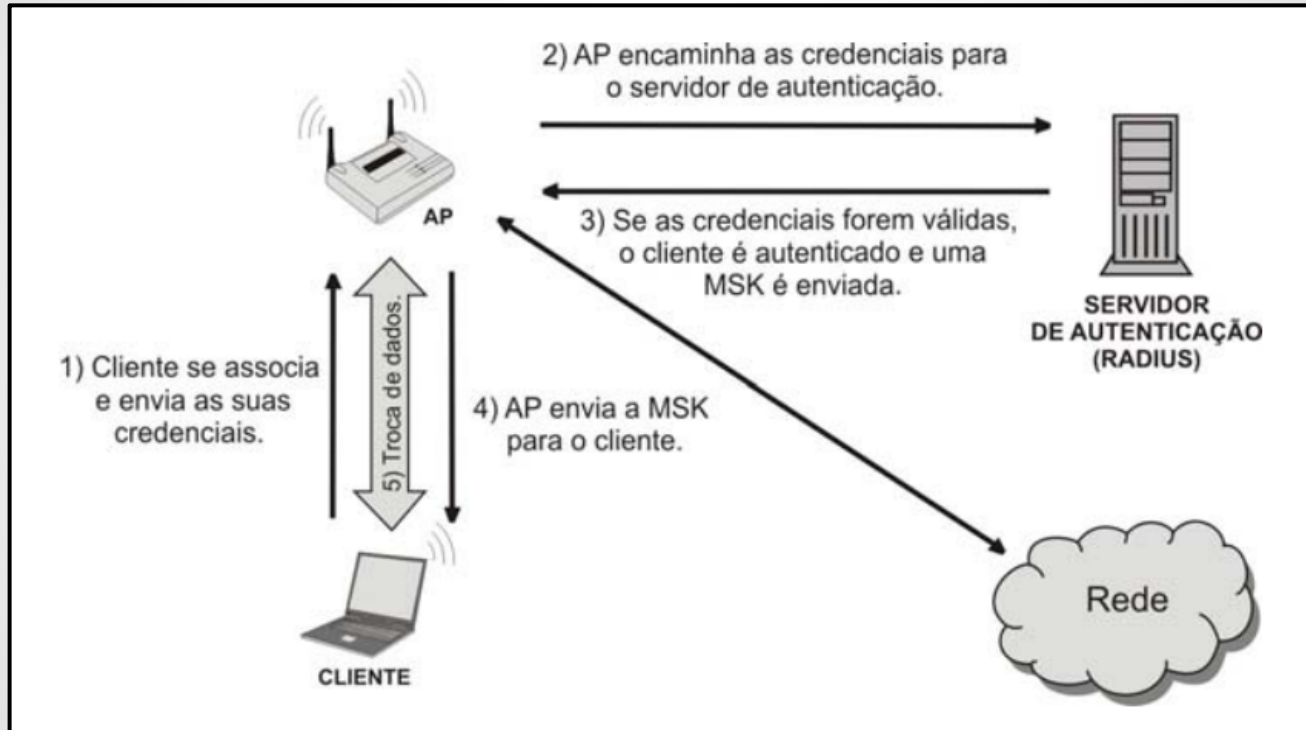 2) AP encaminha as credenciais para
o servidor de autenticação.
AP
3) Se as credenciais forem válidas,
o cliente é autenticado e uma
MSK é enviada.
SERVIDOR
DE AUTENTICAÇÃO
(RADIUS)
1) Cliente se associa
e envia as suas
credenciais.
5) Troca de dados.
4) AP envia a MSK
para o cliente.
CLIENTE
Rede